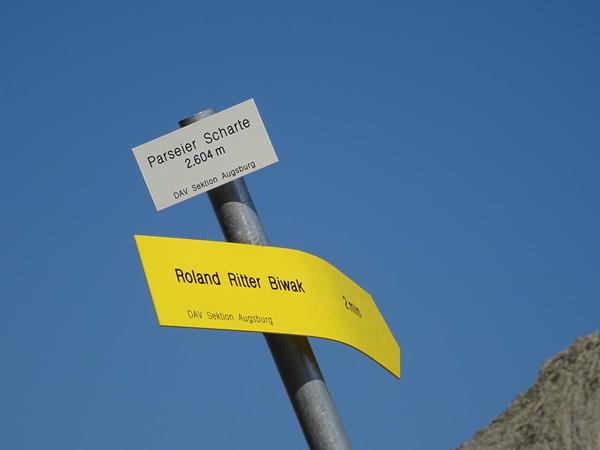 Parseier Scharte
2.604 m
DAV Sektion Augsburg
Roland Ritter Biwak 2 min
DAV Sektion Augsburg